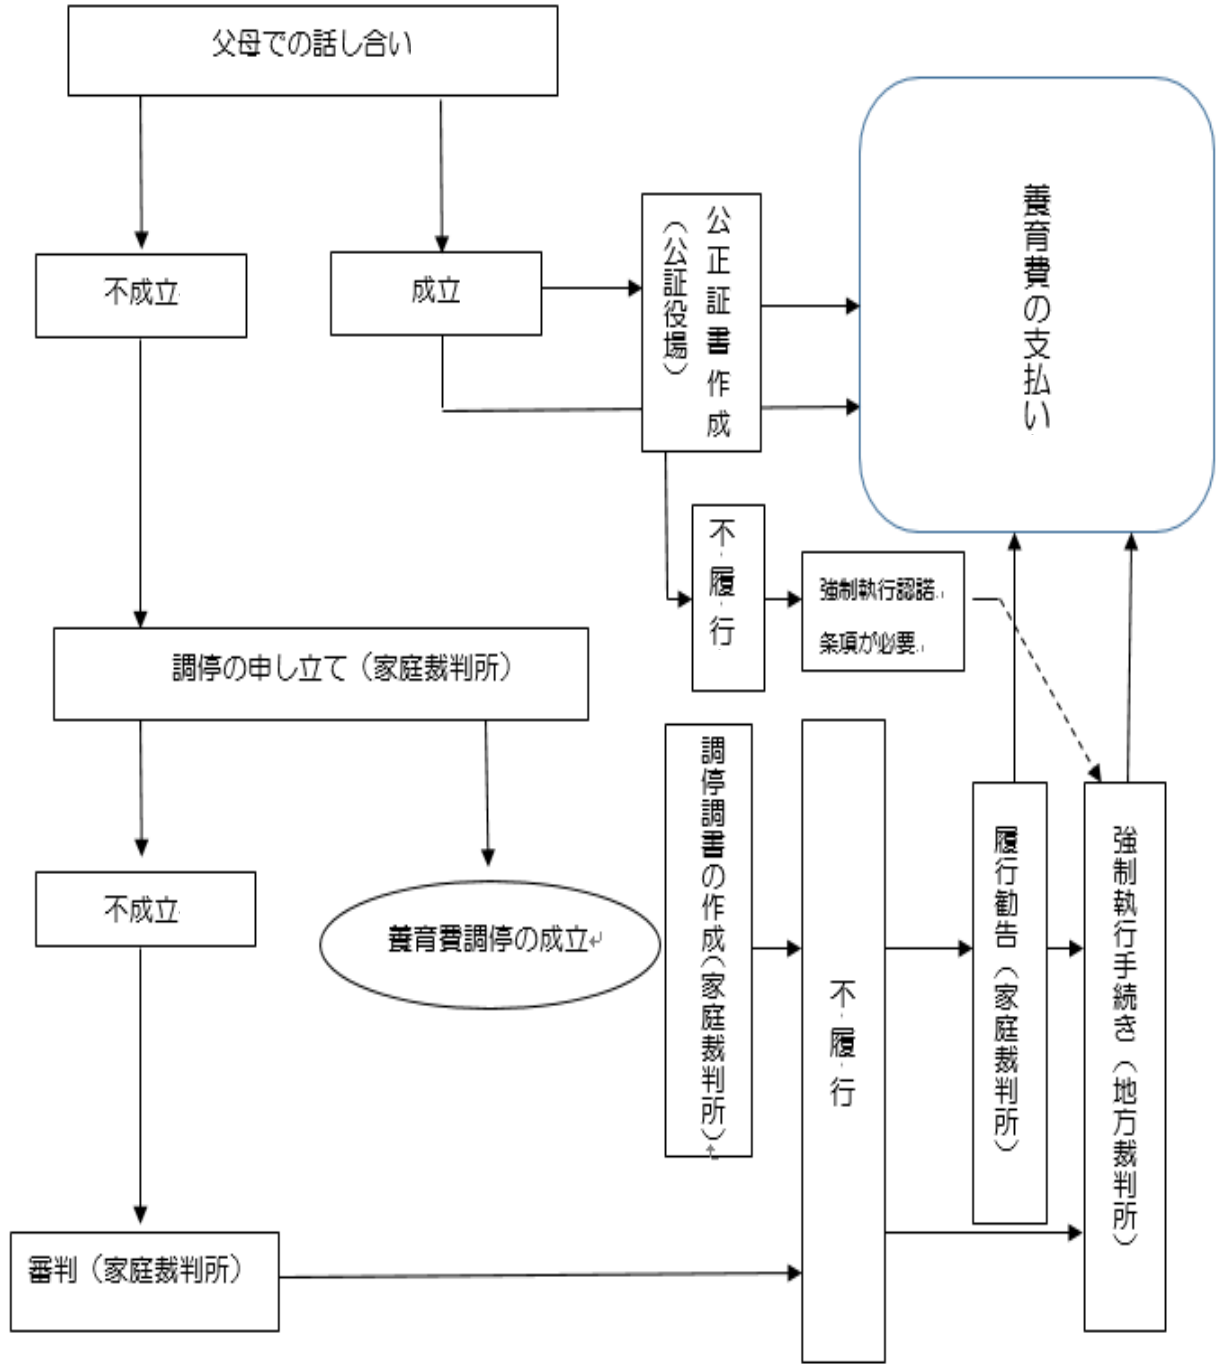 父母での話し合い
不成立
成立
公正証書作成
（公証役場）
養育費の支払い
不履行
強制執行認諾
条項が必要
調停の申し立て（家庭裁判所）
不成立
養育費調停の成立↵
調停調書の作成（家庭裁判所）
不履行
履行勧告（家庭裁判所）
強制執行手続き（地方裁判所）
審判（家庭裁判所）